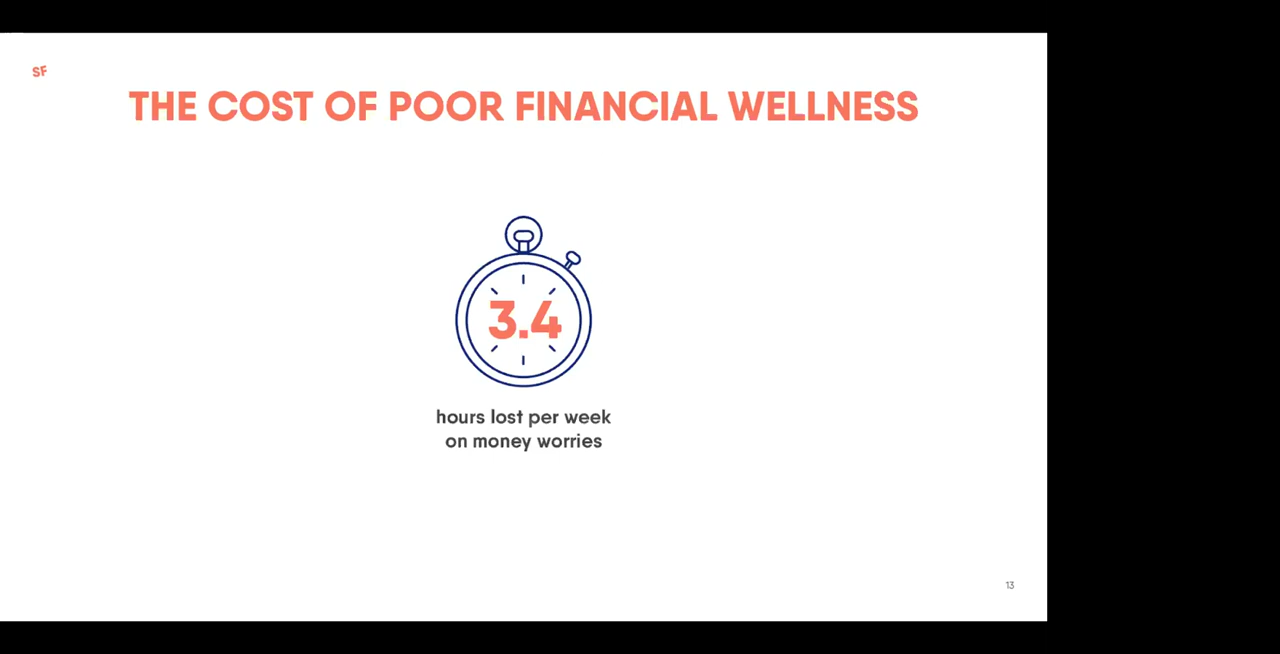 SF
THE COST OF POOR FINANCIAL WELLNESS
3.4
hours lost per week
on money worries
13